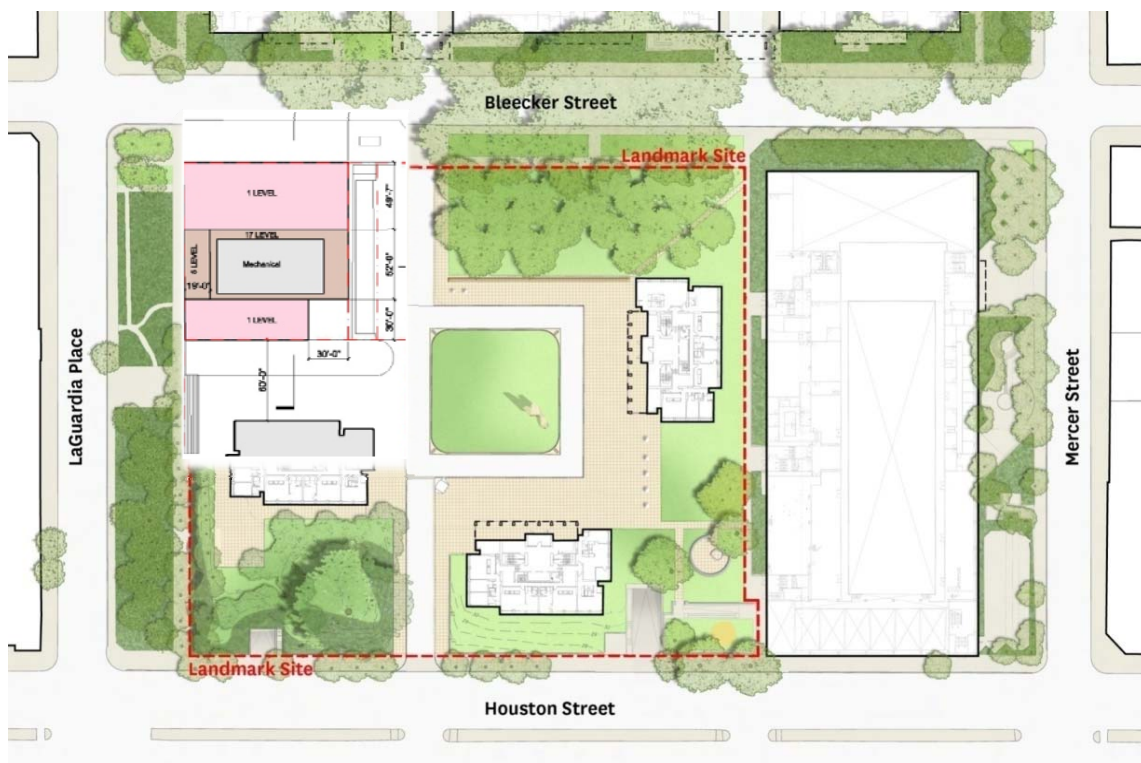 Bleecker Street
Landmark Site
1 LEVEL
49'-7"
17 LEVEL
6 LEVEL
Mechanical
52'-0"
19'-0"
1 LEVEL
30'-0"
30'-0"
60'-0"
LaGuardia Place
Mercer Street
Landmark Site
Houston Street